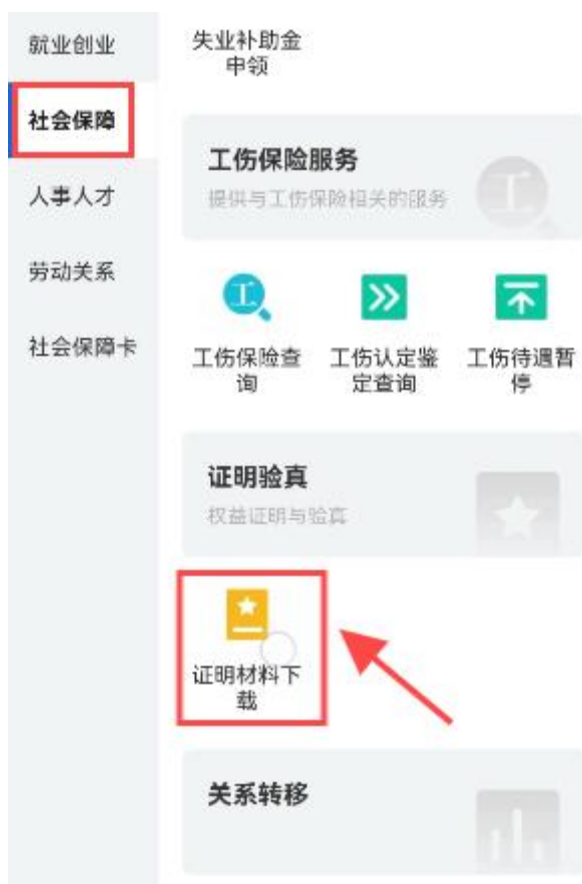 就业创业
社会保障
人事人才
劳动关系
社会保障卡
失业补助金
申领
工伤保险服务
提供与工伤保险相关的服务
工
工
工伤保险查
询
工伤认定鉴
定查询
工伤待遇暂
停
证明验真
权益证明与验真
证明材料下
载
关系转移